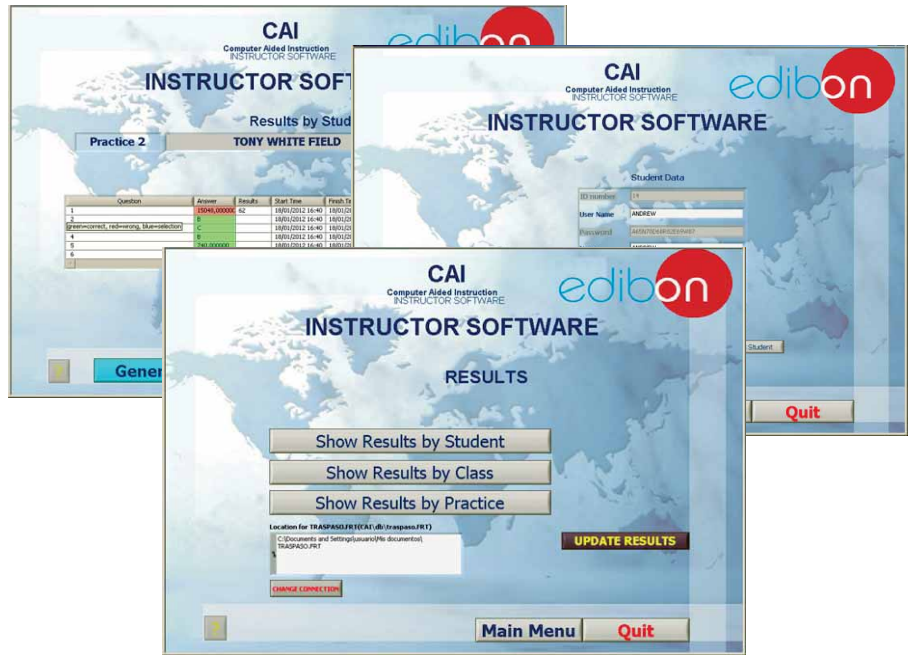 CAI
Computer Aided Instruction
INSTRUCTOR SOFTWARE
edibon
INSTRUCTOR SOFT
Results by Stud
Practice 2
TONY WHITE FIELD
Question Answer Results Start Time Finish Te
1 15040,000000 62 18/01/2012 16:40 18/01/20
2 B 18/01/2012 16:40 18/01/20
green=correct, red=wrong, blue=selection C 18/01/2012 16:40 18/01/20
4 B 18/01/2012 16:40 18/01/20
5 740,000000 18/01/2012 16:40 18/01/20
6
Gener
CAI
Computer Aided Instruction
INSTRUCTOR SOFTWARE
edibon
INSTRUCTOR SOFTWARE
Student Data
ID number
User Name ANDREW
Password
Student
Quit
CAI
Computer Aided Instruction
INSTRUCTOR SOFTWARE
edibon
INSTRUCTOR SOFTWARE
RESULTS
Show Results by Student
Show Results by Class
Show Results by Practice
Location for TRASPASO.FRT(CAI\db\traspaso.FRT)
C:\Documents and Settings\usuario\Mis documentos\
TRASPASO.FRT
UPDATE RESULTS
CHANGE CONNECTION
Main Menu
Quit